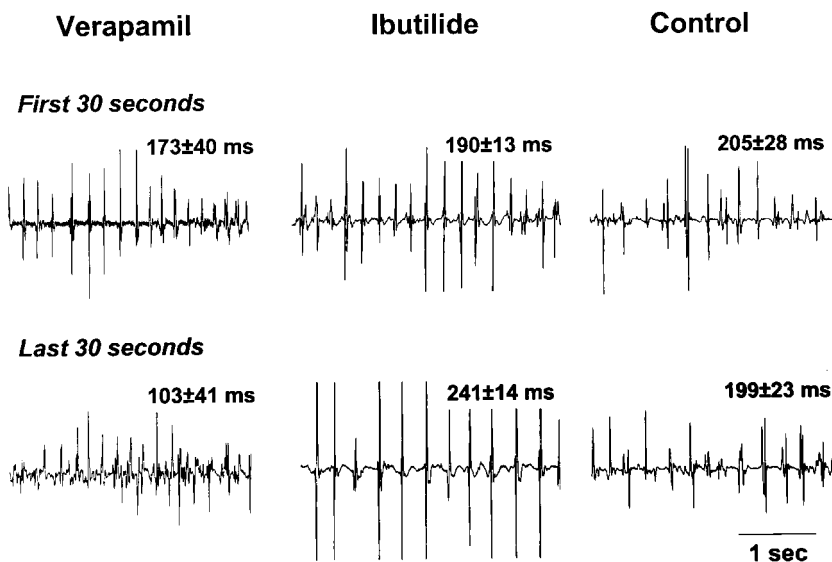 Verapamil Ibutilide Control
First 30 seconds
173±40 ms 190±13 ms 205±28 ms
Last 30 seconds
103±41 ms 241±14 ms 199±23 ms
1 sec